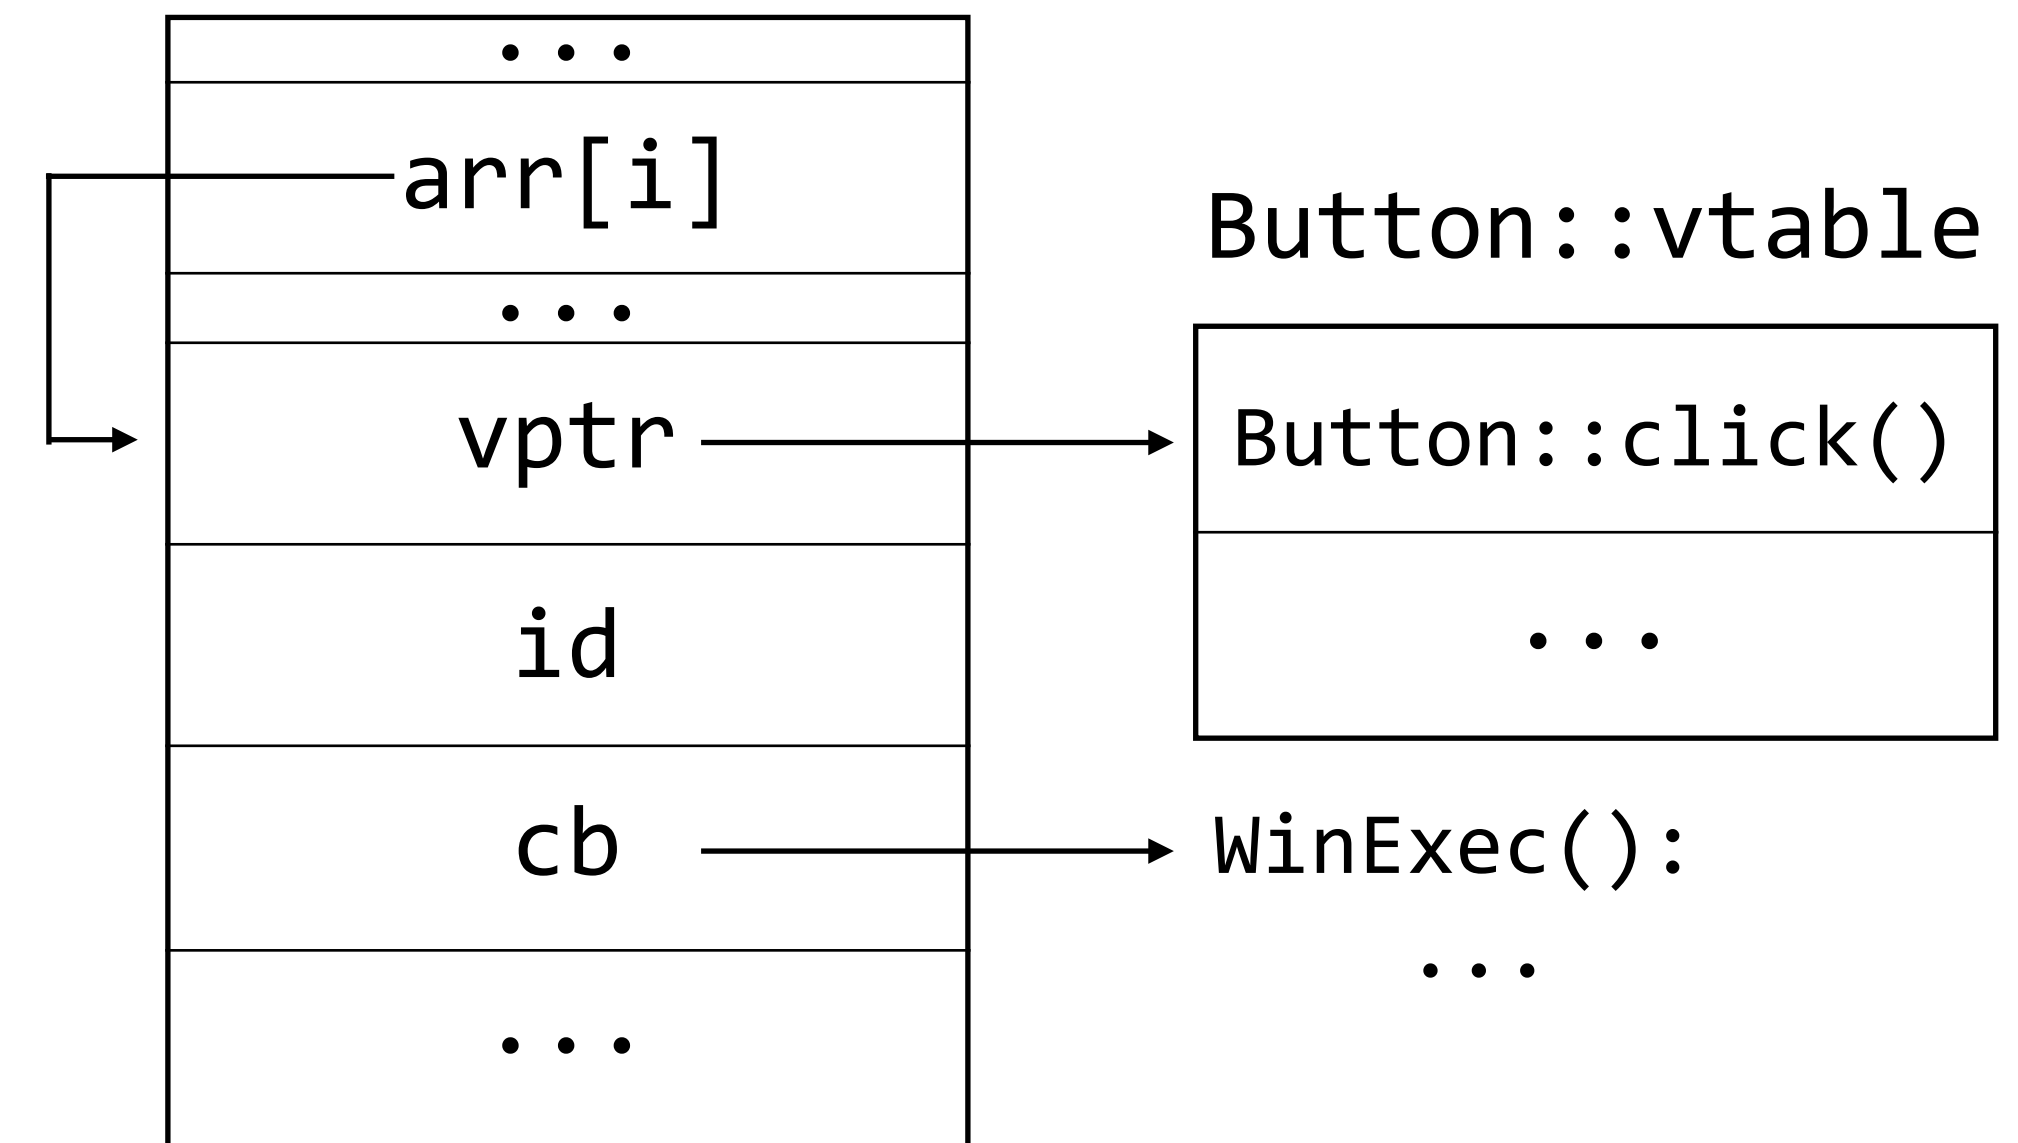 ...
arr[i]
...
vptr
id
cb
...
Button::vtable
Button::click()
...
WinExec():
...